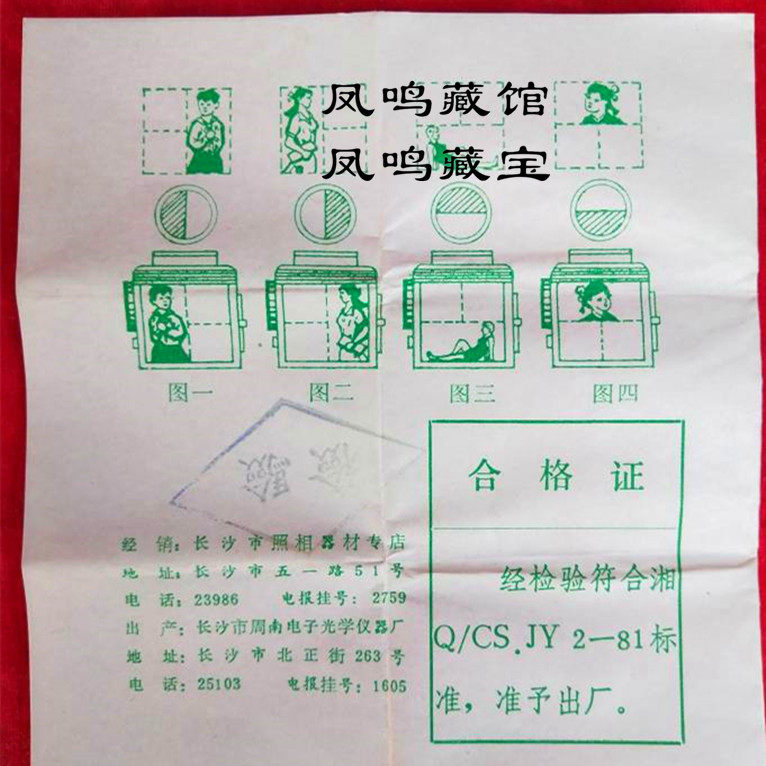 凤鸣藏馆
凤鸣藏宝
图一
图二
图三
图四
合格证
经检验符合湘
Q/CS.JY 2—81标
准，准予出厂。
经销：长沙市照相器材专店
地址：长沙市五一路51号
电话：23986 电报挂号：2759
出产：长沙市周南电子光学仪器厂
地址：长沙市北正街263号
电话：25103 电报挂号：1605